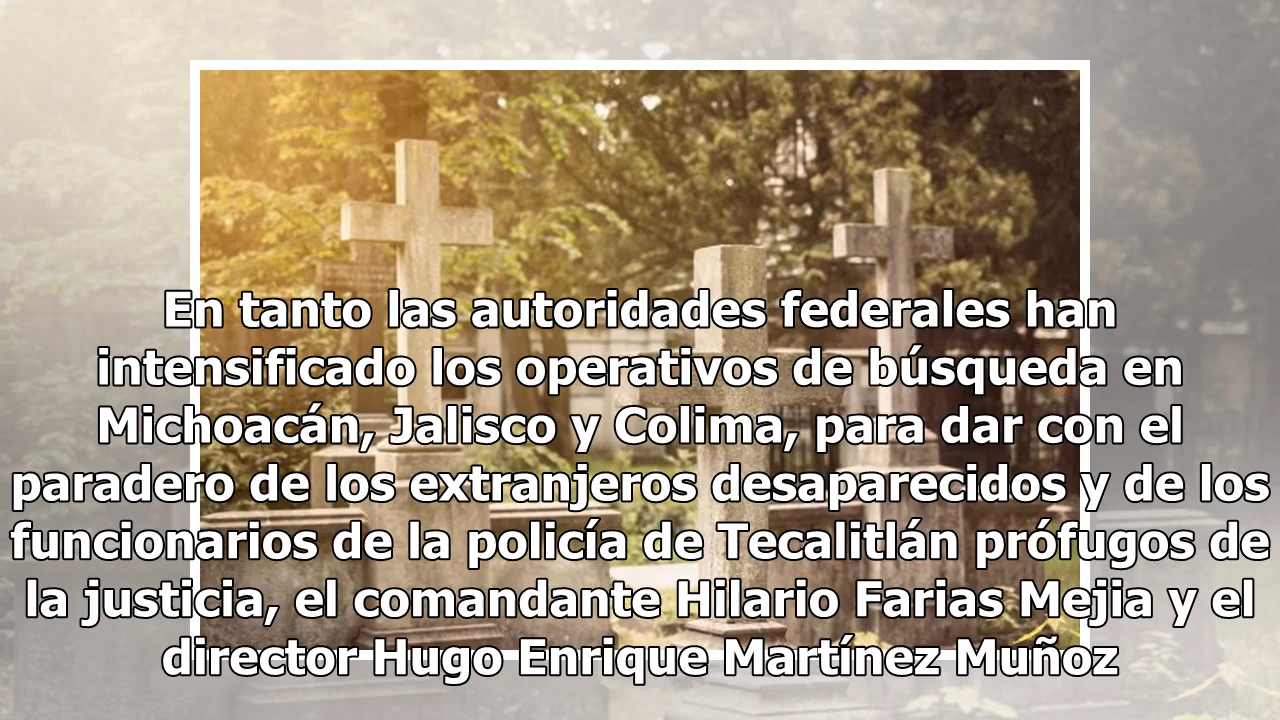 En tanto las autoridades federales han
intensificado los operativos de búsqueda en
Michoacán, Jalisco y Colima, para dar con el
paradero de los extranjeros desaparecidos y de los
funcionarios de la policía de Tecalitlán prófugos de
la justicia, el comandante Hilario Farias Mejia y el
director Hugo Enrique Martínez Muñoz